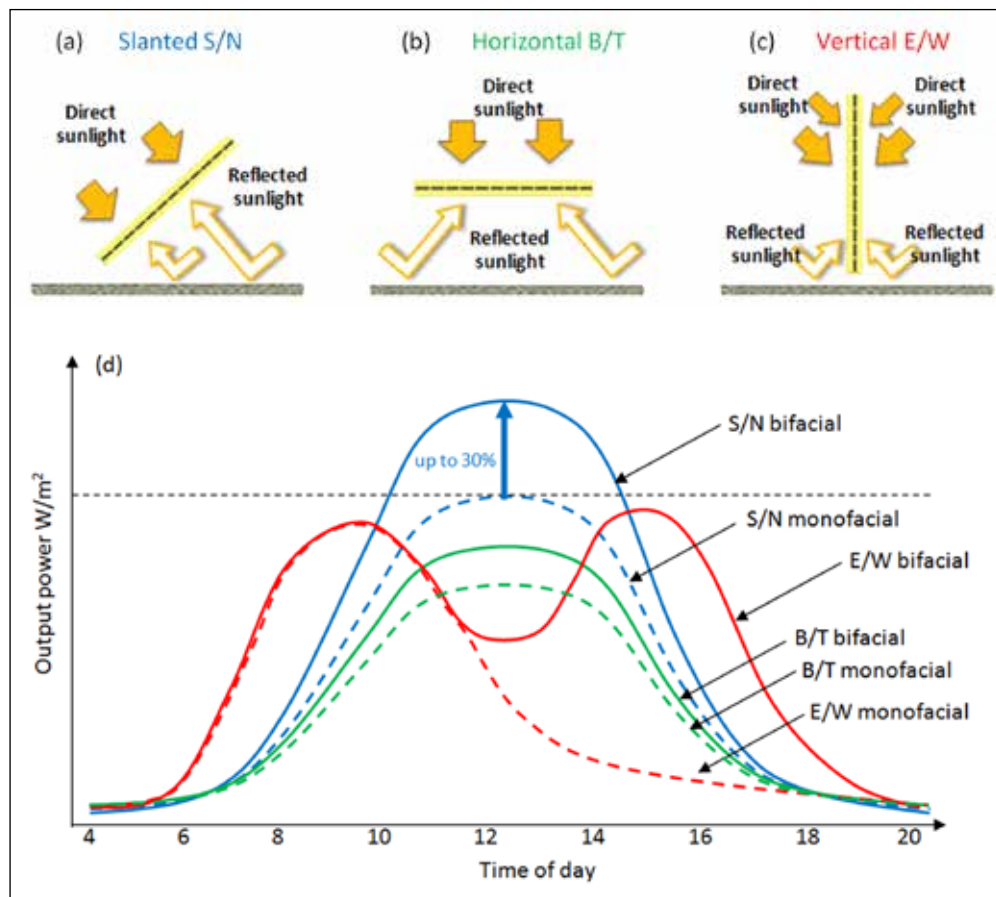 (a) Slanted S/N
(b) Horizontal B/T
(c) Vertical E/W
Direct
sunlight
Reflected
sunlight
Direct
sunlight
Reflected
sunlight
Direct
sunlight
Direct
sunlight
Reflected
sunlight
Reflected
sunlight
(d)
Output power W/m²
up to 30%
S/N bifacial
S/N monofacial
E/W bifacial
B/T bifacial
B/T monofacial
E/W monofacial
4 6 8 10 12 14 16 18 20
Time of day